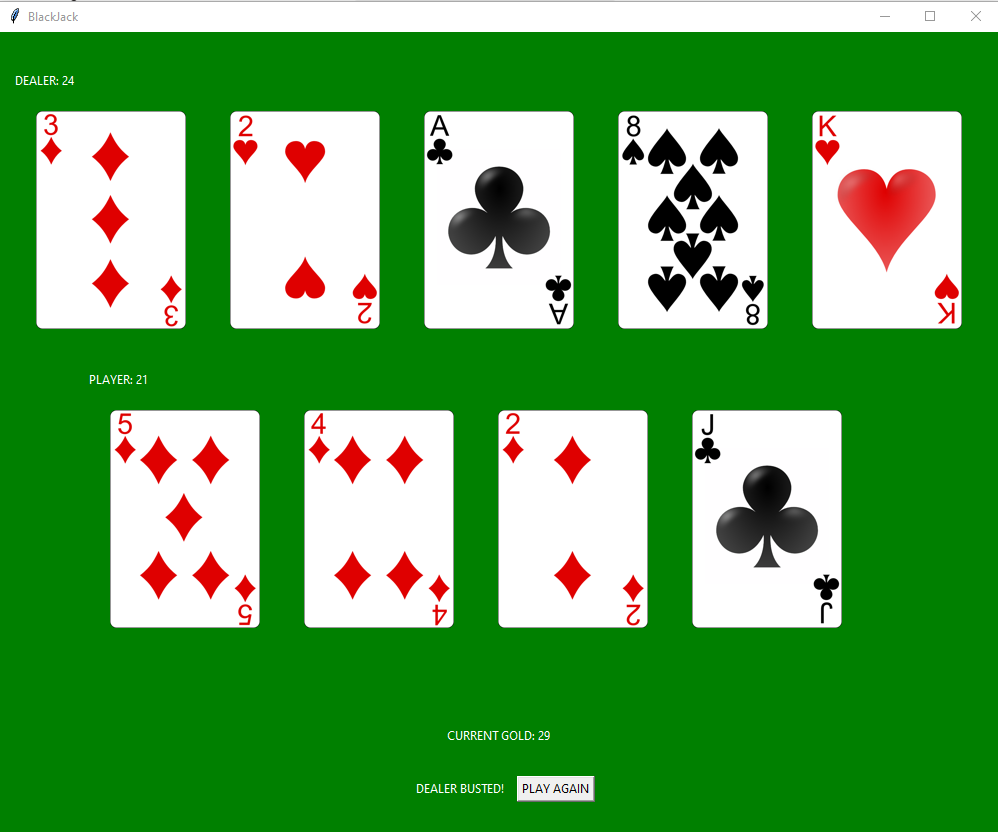 BlackJack
DEALER: 24
3 2 A 8 K
3 2 A 8 K
PLAYER: 21
5 4 2 J
5 4 2 J
CURRENT GOLD: 29
DEALER BUSTED! PLAY AGAIN